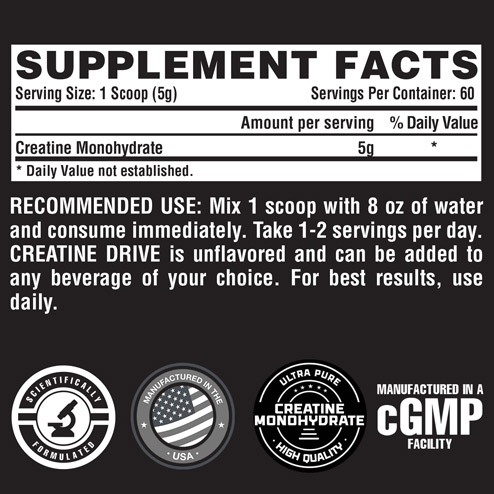 SUPPLEMENT FACTS
Serving Size: 1 Scoop (5g) Servings Per Container: 60
Amount per serving % Daily Value
Creatine Monohydrate 5g *
* Daily Value not established.
RECOMMENDED USE: Mix 1 scoop with 8 oz of water
and consume immediately. Take 1-2 servings per day.
CREATINE DRIVE is unflavored and can be added to
any beverage of your choice. For best results, use
daily.
SCIENTIFICALLY
FORMULATED
MANUFACTURED IN THE
• USA •
ULTRA PURE
CREATINE
MONOHYDRATE
• HIGH QUALITY •
MANUFACTURED IN A
cGMP
FACILITY